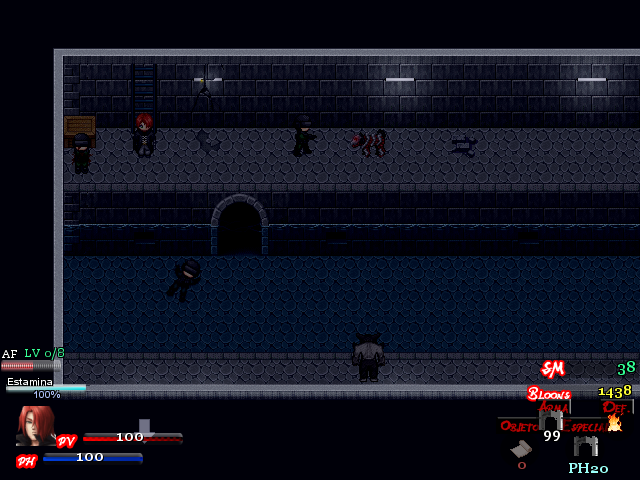 AF LV 0/8
Estamina
100%
PV 100
PH 100
SM 38
Bloons 1438
Arma Def.
Objeto Especial
99
0
PH20